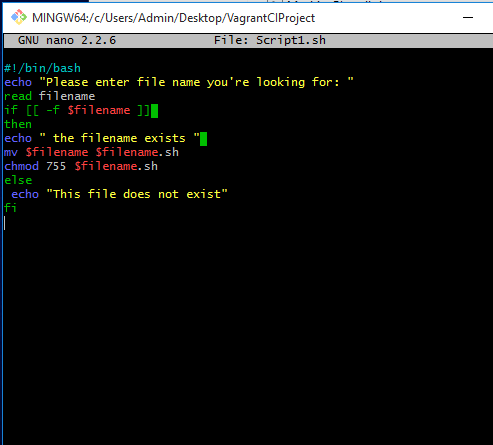 MINGW64:/c/Users/Admin/Desktop/VagrantCIProject
GNU nano 2.2.6 File: Script1.sh
#!/bin/bash
echo "Please enter file name you're looking for: "
read filename
if [[ -f $filename ]]
then
echo " the filename exists "
mv $filename $filename.sh
chmod 755 $filename.sh
else
 echo "This file does not exist"
fi